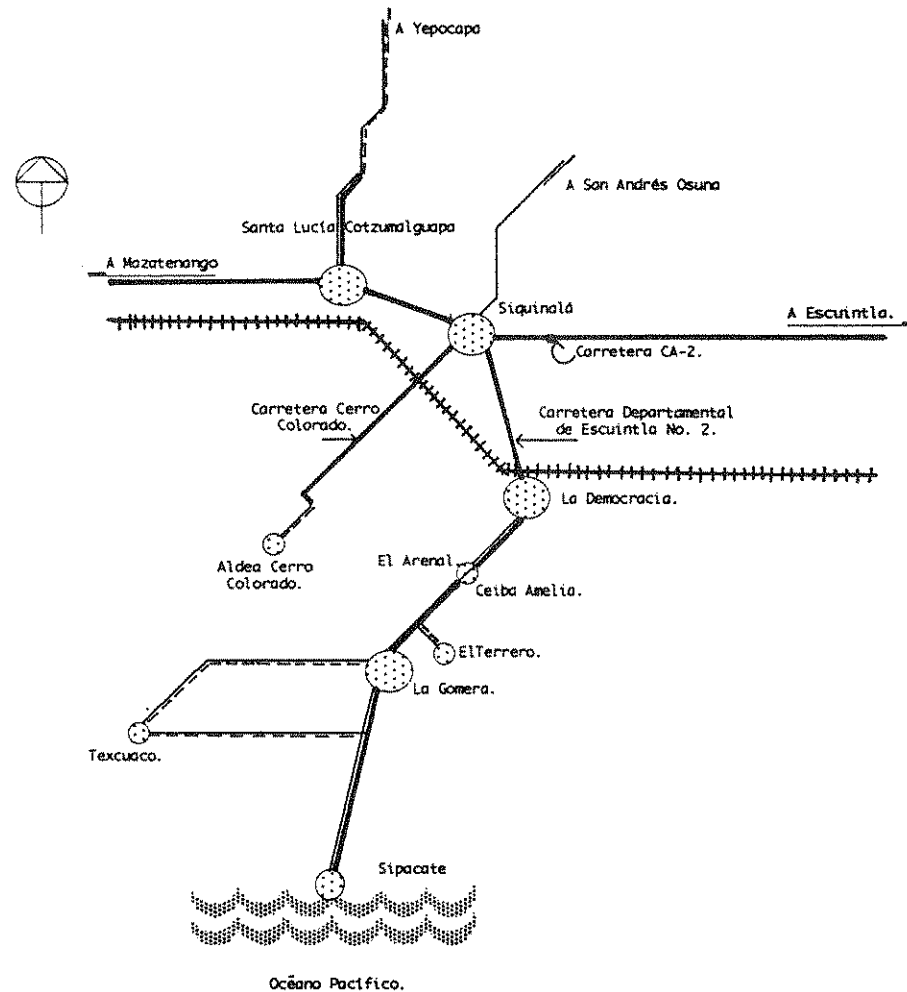 A Yepocapa
A San Andrés Osuna
Santa Lucía Cotzumalguapa
A Mazatenango
Siquinalá
A Escuintla.
Carretera CA-2.
Carretera Cerro
Colorado.
Carretera Departamental
de Escuintla No. 2.
La Democracia.
El Arenal.
Aldea Cerro
Colorado.
Ceiba Amelia.
ElTerrero.
La Gomera.
Texcuaco.
Sipacate
Océano Pacífico.